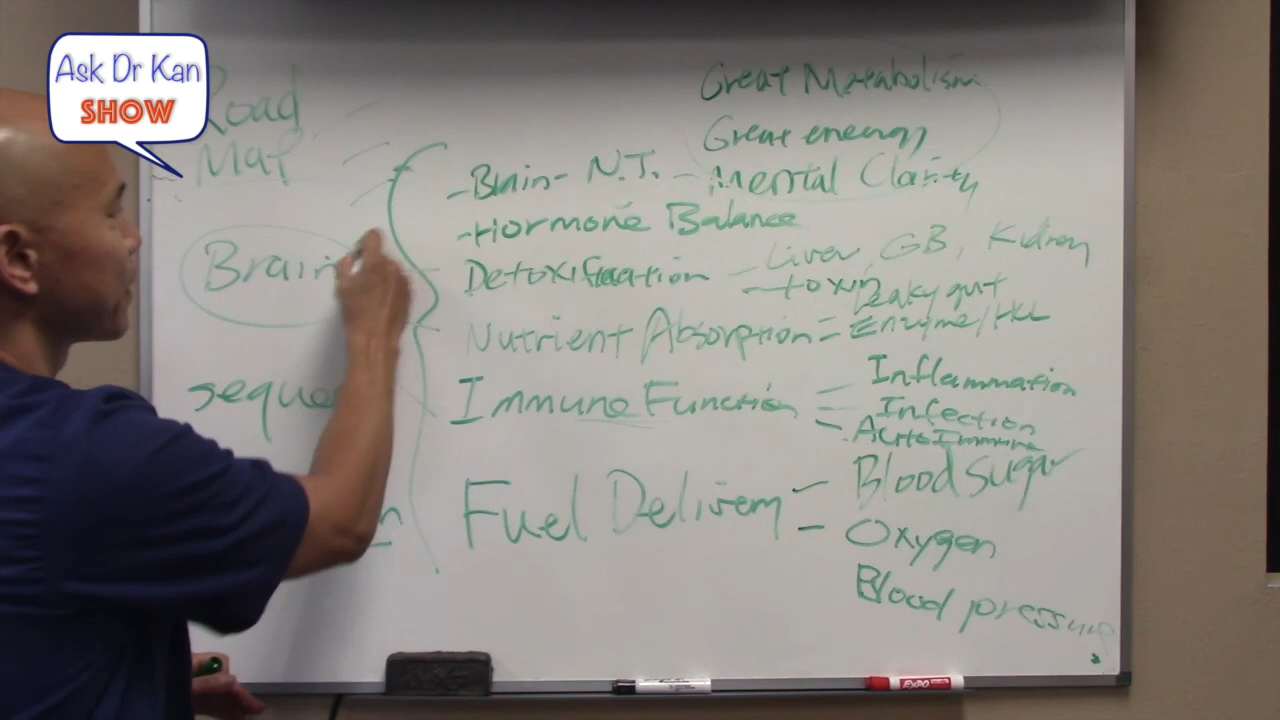 Ask Dr Kan
SHOW
Road
Map
Brain
seque
n
Great Metabolism
Great energy
-Brain- N.T. - Mental Clarity
-Hormone Balance
Detoxification - Liver, GB, Kidney
- toxin
leaky gut
Nutrient Absorption = Enzyme/HCL
Immune Function = Inflammation
Infection
- AutoImmune
Fuel Delivery - Blood Sugar
- Oxygen
Blood pressure
EXPO